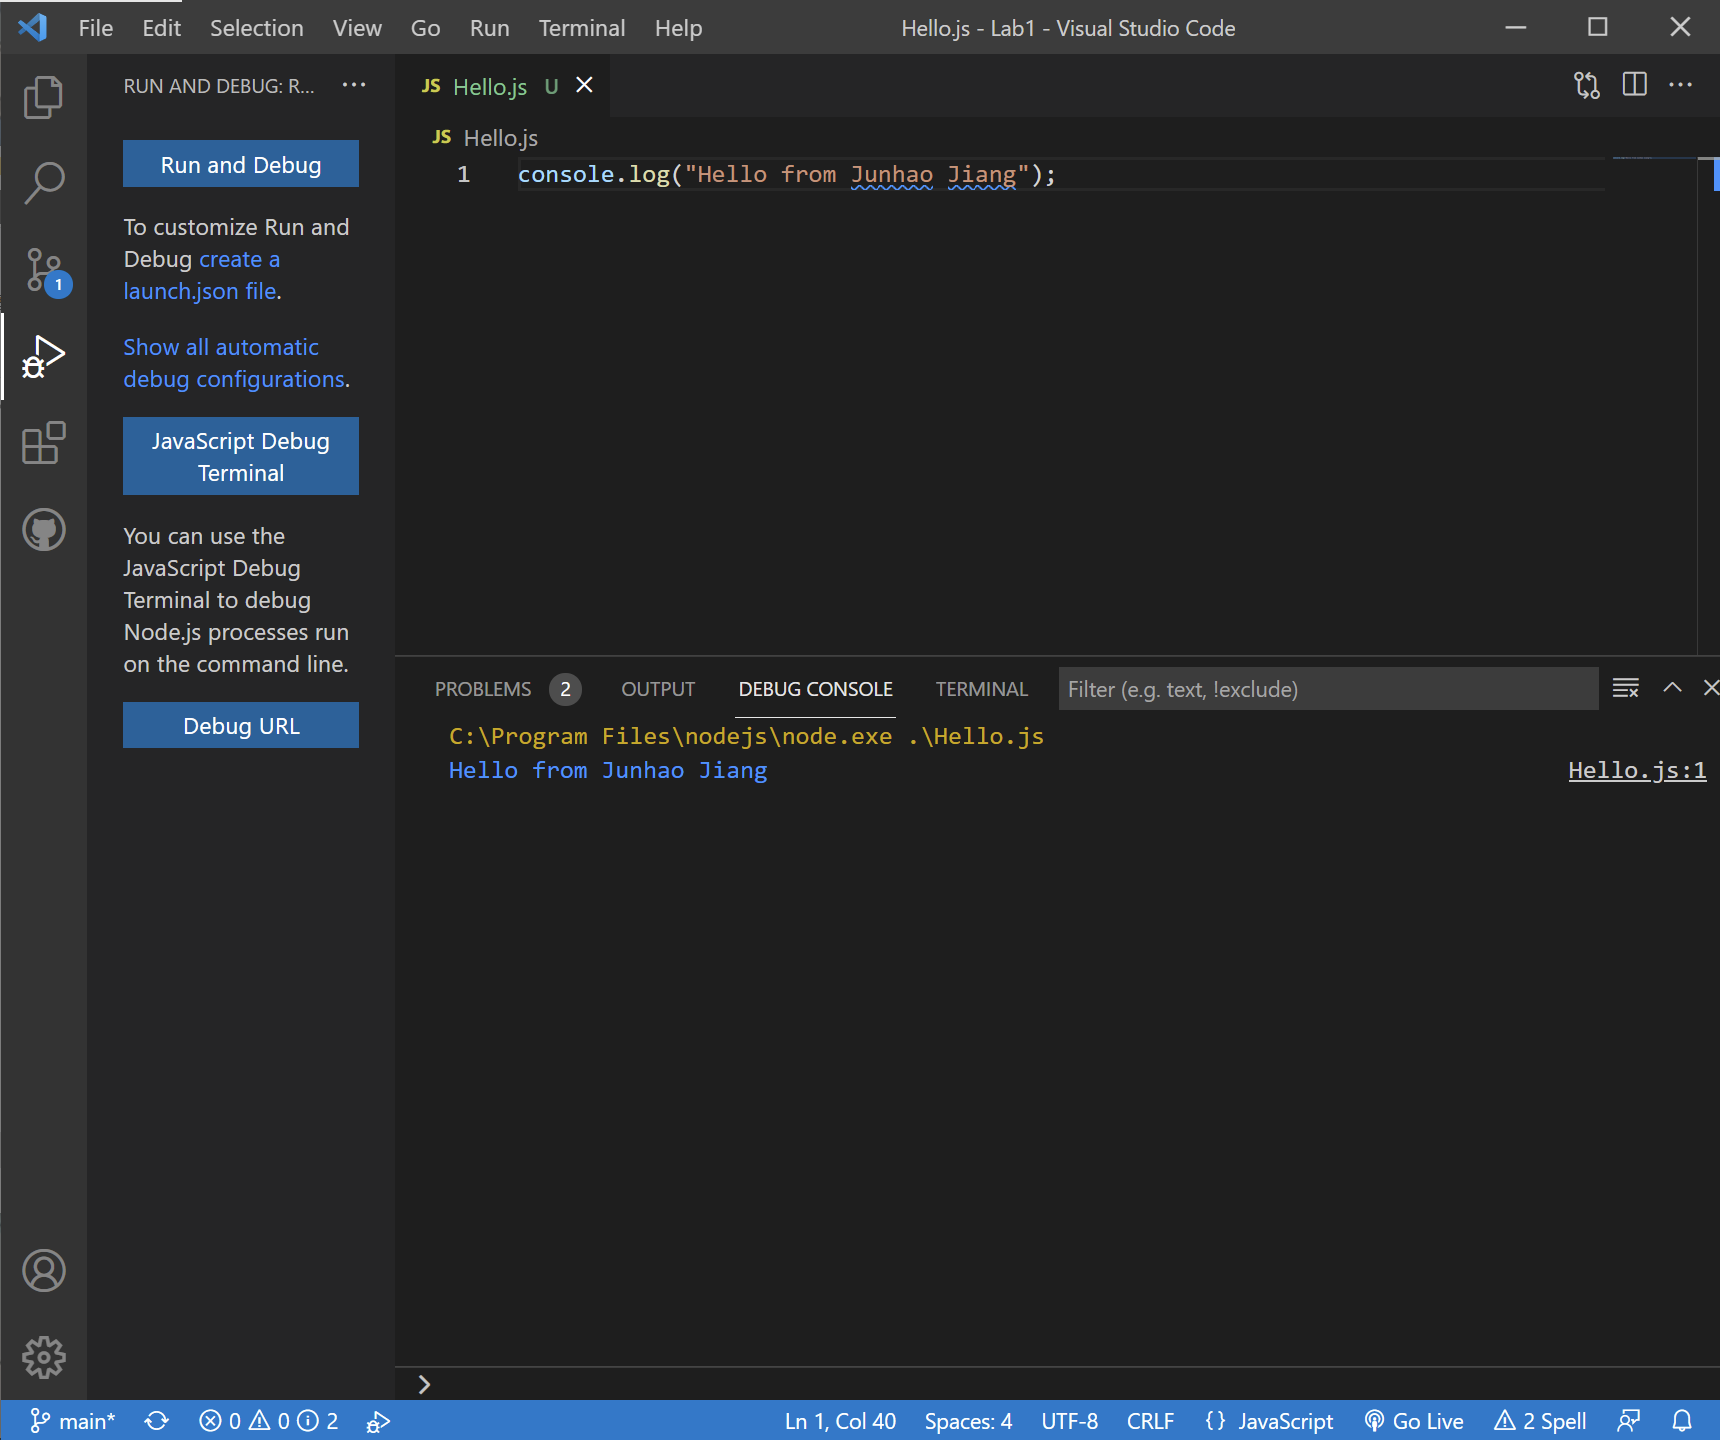 File Edit Selection View Go Run Terminal Help Hello.js - Lab1 - Visual Studio Code
RUN AND DEBUG: R... ···
Run and Debug
To customize Run and
Debug create a
launch.json file.
Show all automatic
debug configurations.
JavaScript Debug
Terminal
You can use the
JavaScript Debug
Terminal to debug
Node.js processes run
on the command line.
Debug URL
1
JS Hello.js U
JS Hello.js
1 console.log("Hello from Junhao Jiang");
PROBLEMS 2 OUTPUT DEBUG CONSOLE TERMINAL Filter (e.g. text, !exclude)
C:\Program Files\nodejs\node.exe .\Hello.js
Hello from Junhao Jiang Hello.js:1
main* 0 0 2 Ln 1, Col 40 Spaces: 4 UTF-8 CRLF {} JavaScript Go Live 2 Spell